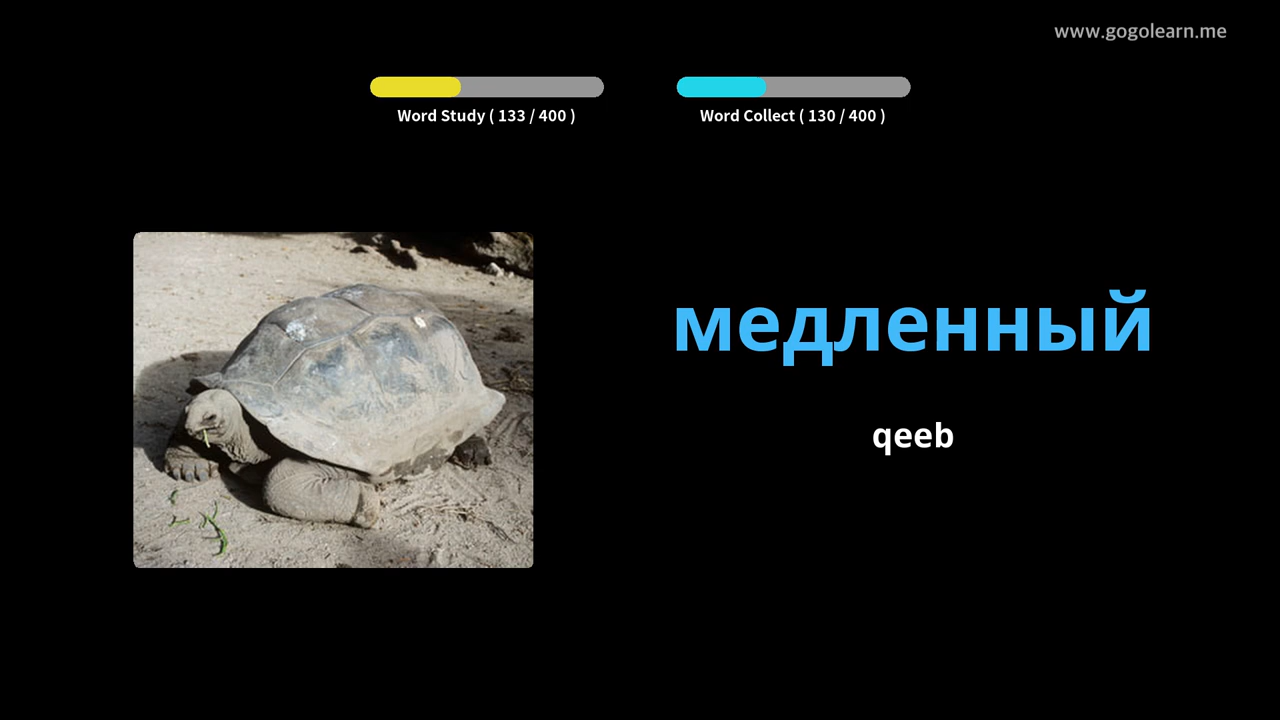 www.gogolearn.me
Word Study ( 133 / 400 )
Word Collect ( 130 / 400 )
медленный
qeeb